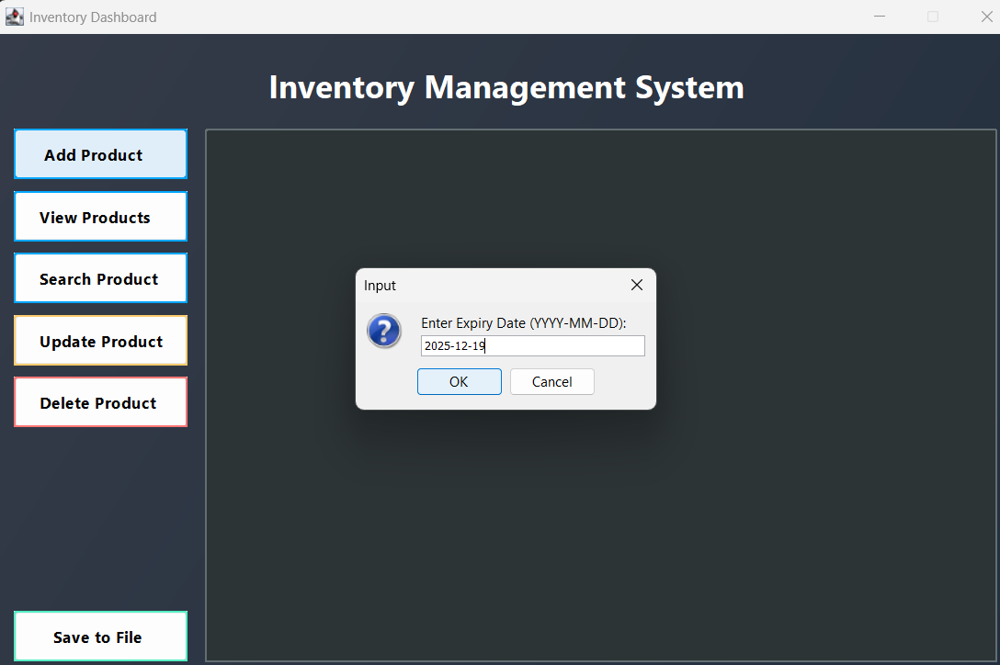 Inventory Dashboard
Inventory Management System
Add Product
View Products
Search Product
Update Product
Delete Product
Save to File
Input
?
Enter Expiry Date (YYYY-MM-DD):
2025-12-19
OK
Cancel